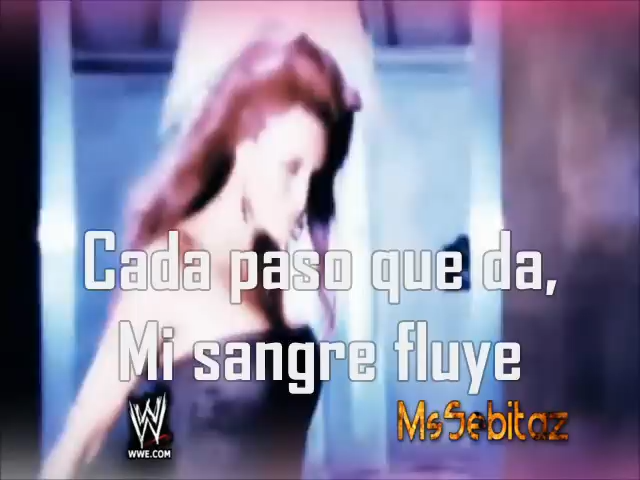 Cada paso que da,
Mi sangre fluye
MsSebitaz
W
WWE.COM